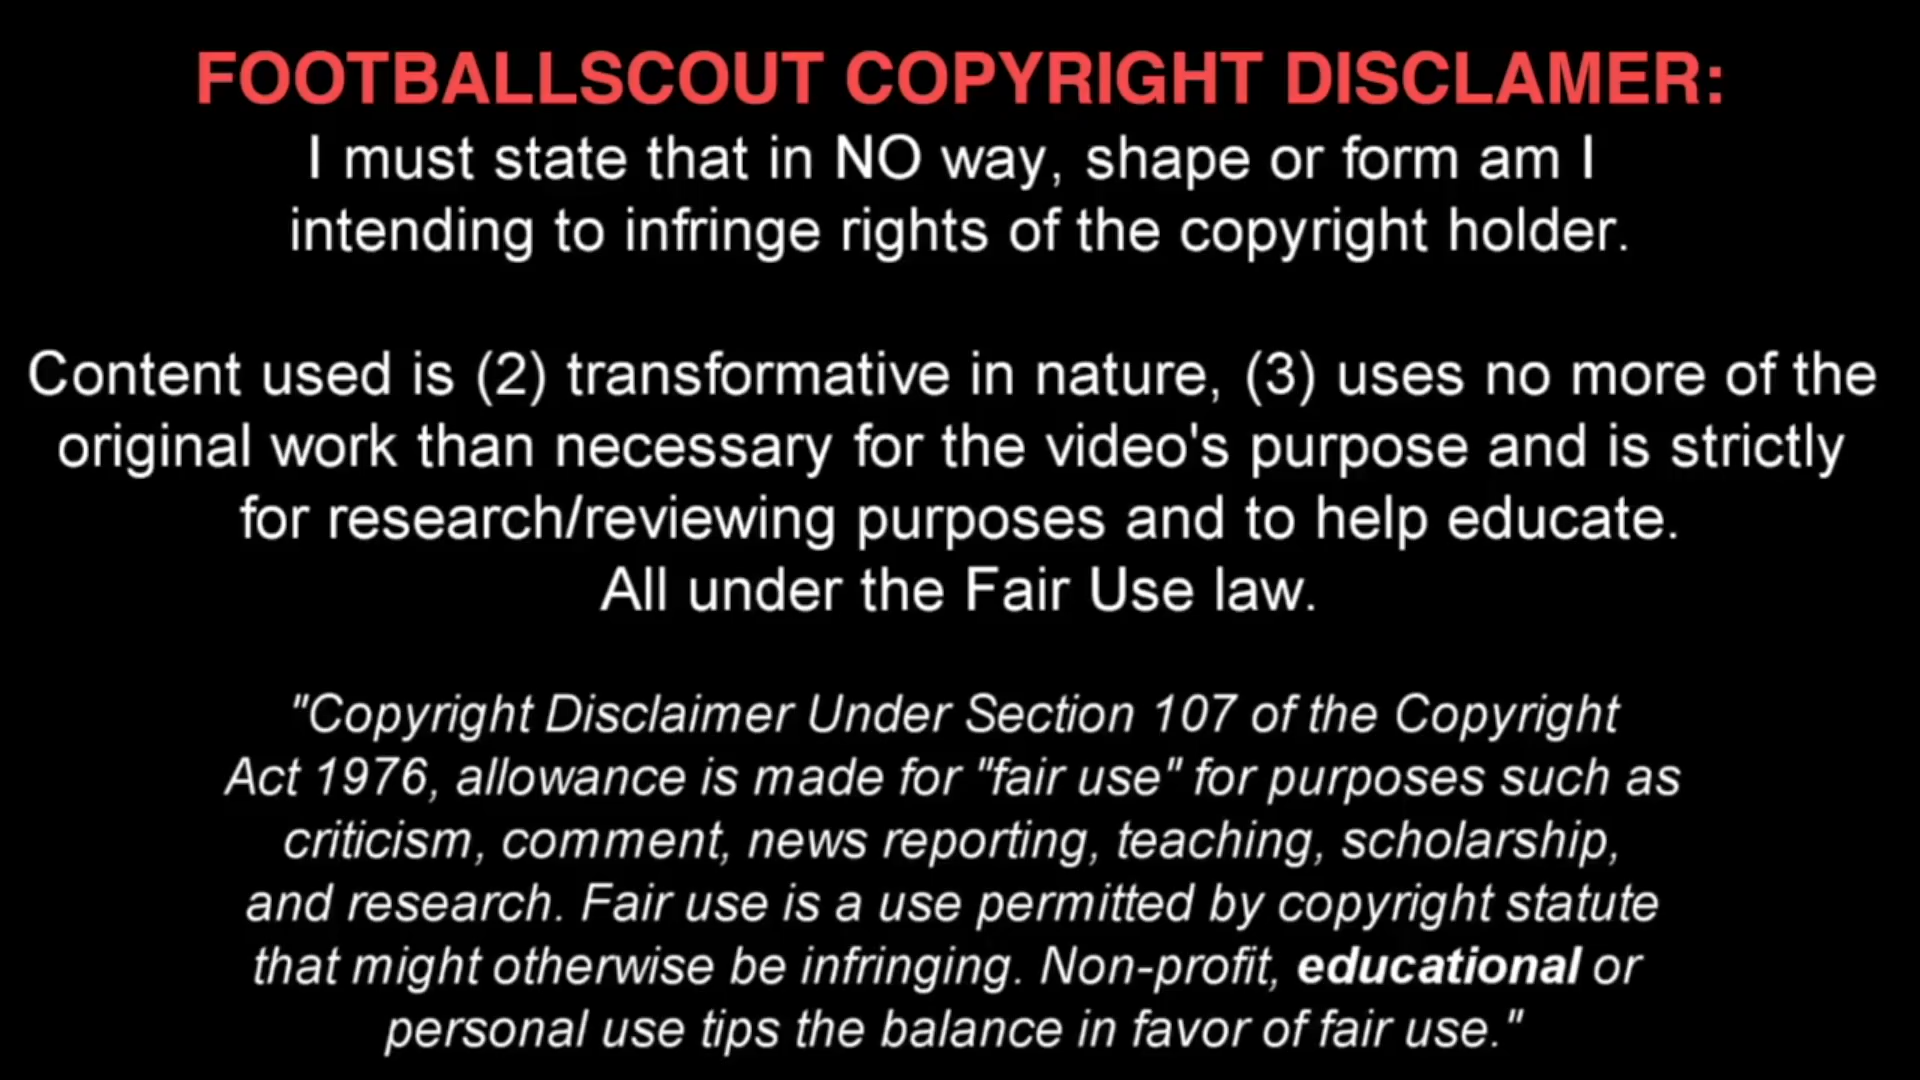 FOOTBALLSCOUT COPYRIGHT DISCLAMER:
I must state that in NO way, shape or form am I
intending to infringe rights of the copyright holder.
Content used is (2) transformative in nature, (3) uses no more of the
original work than necessary for the video's purpose and is strictly
for research/reviewing purposes and to help educate.
All under the Fair Use law.
"Copyright Disclaimer Under Section 107 of the Copyright
Act 1976, allowance is made for "fair use" for purposes such as
criticism, comment, news reporting, teaching, scholarship,
and research. Fair use is a use permitted by copyright statute
that might otherwise be infringing. Non-profit, educational or
personal use tips the balance in favor of fair use."